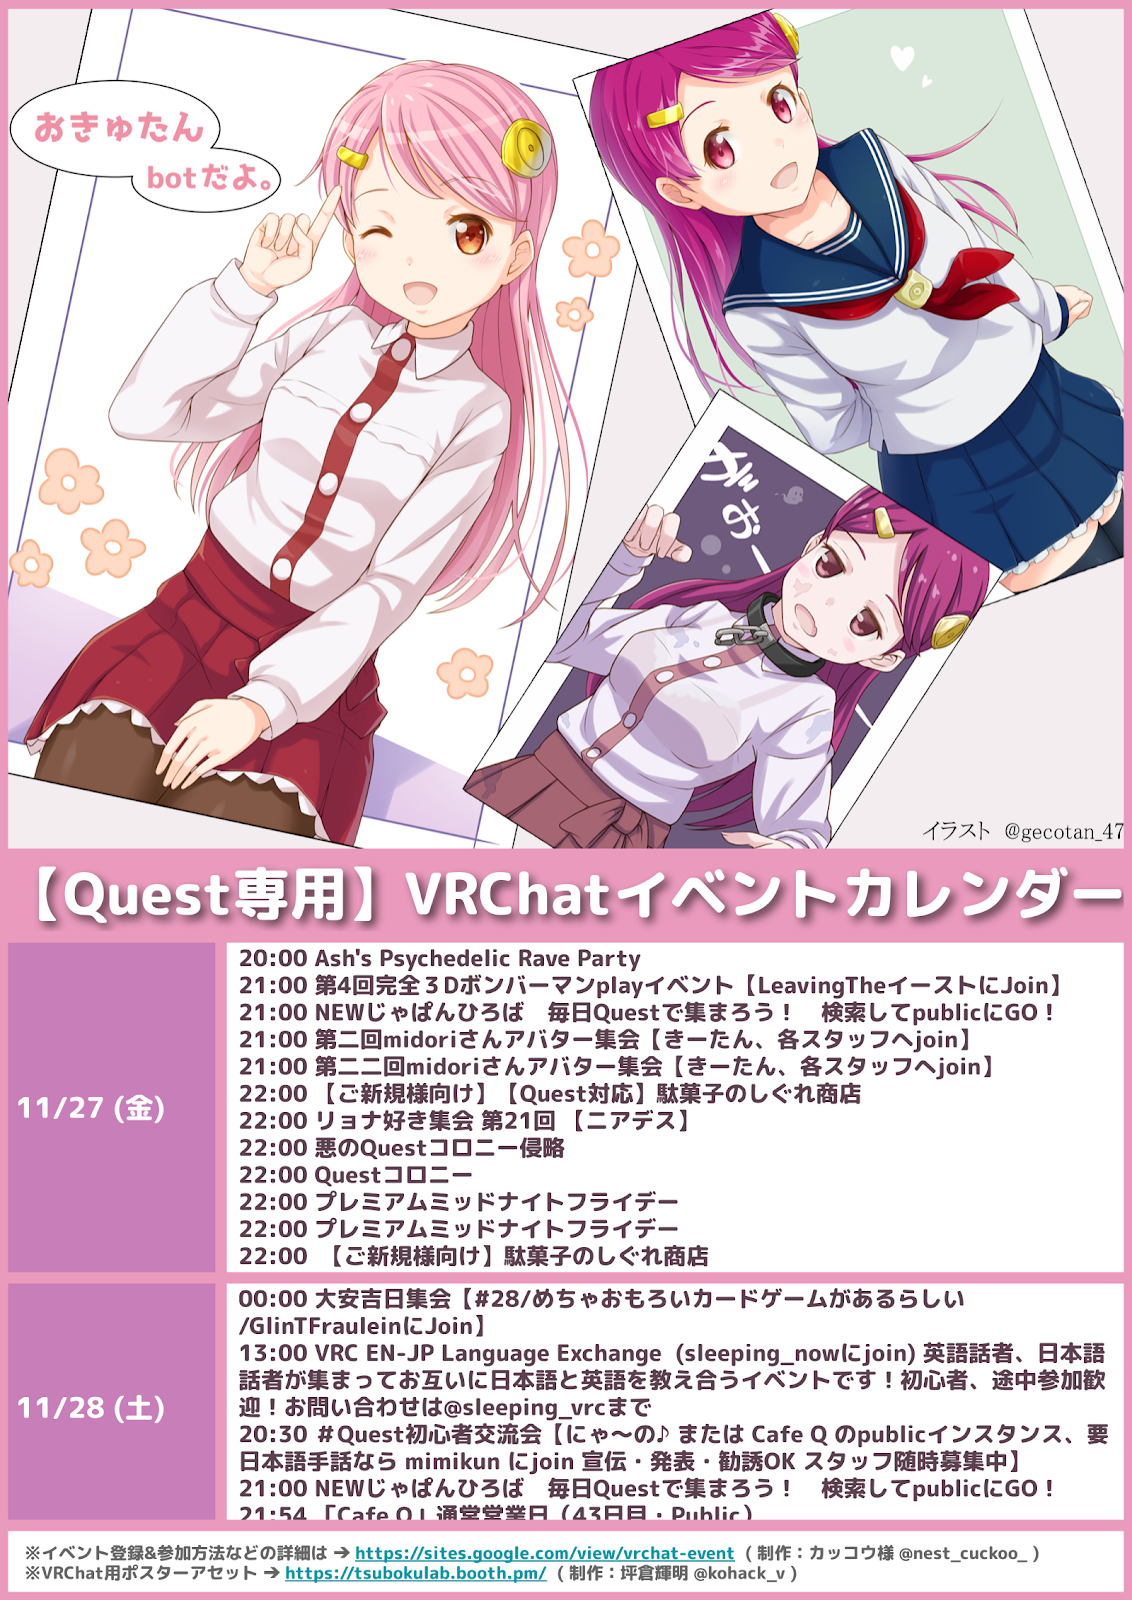 おきゅたん
botだよ。
がおー
イラスト @gecotan_47
【Quest専用】VRChatイベントカレンダー
11/27 (金)
20:00 Ash's Psychedelic Rave Party
21:00 第4回完全３Dボンバーマンplayイベント【LeavingTheイーストにJoin】
21:00 NEWじゃぱんひろば　毎日Questで集まろう！　検索してpublicにGO！
21:00 第二回midoriさんアバター集会【きーたん、各スタッフへjoin】
21:00 第二二回midoriさんアバター集会【きーたん、各スタッフへjoin】
22:00 【ご新規様向け】【Quest対応】駄菓子のしぐれ商店
22:00 リョナ好き集会 第21回 【ニアデス】
22:00 悪のQuestコロニー侵略
22:00 Questコロニー
22:00 プレミアムミッドナイトフライデー
22:00 プレミアムミッドナイトフライデー
22:00 【ご新規様向け】駄菓子のしぐれ商店
11/28 (土)
00:00 大安吉日集会【#28/めちゃおもろいカードゲームがあるらしい
/GlinTFrauleinにJoin】
13:00 VRC EN-JP Language Exchange (sleeping_nowにjoin) 英語話者、日本語
話者が集まってお互いに日本語と英語を教え合うイベントです！初心者、途中参加歓
迎！お問い合わせは@sleeping_vrcまで
20:30 ＃Quest初心者交流会【にゃ〜の♪ または Cafe Q のpublicインスタンス、要
日本語手話なら mimikun にjoin 宣伝・発表・勧誘OK スタッフ随時募集中】
21:00 NEWじゃぱんひろば　毎日Questで集まろう！　検索してpublicにGO！
21:54 「Cafe Q」通常営業日（43日目・Public）
※イベント登録&参加方法などの詳細は → https://sites.google.com/view/vrchat-event ( 制作：カッコウ様 @nest_cuckoo_ )
※VRChat用ポスターアセット → https://tsubokulab.booth.pm/ ( 制作：坪倉輝明 @kohack_v )